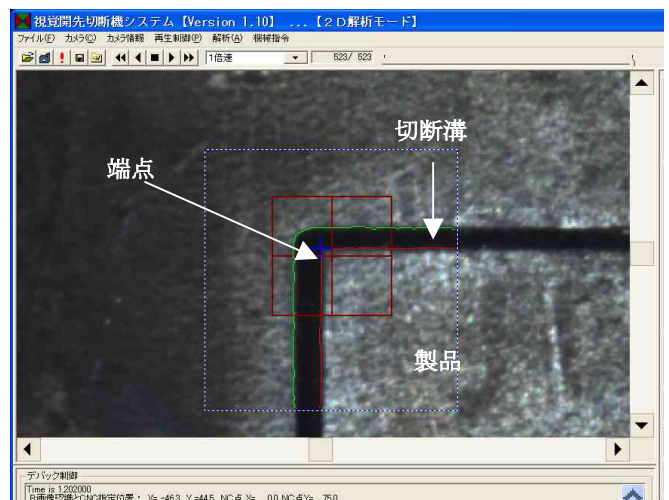 視覚開先切断機システム【Version 1.10】 ...【2D解析モード】
ファイル(F) カメラ(C) カメラ情報 再生制御(P) 解析(A) 機械指令
1倍速 523/ 523
切断溝
端点
製品
デバック制御
Time is 1.202000